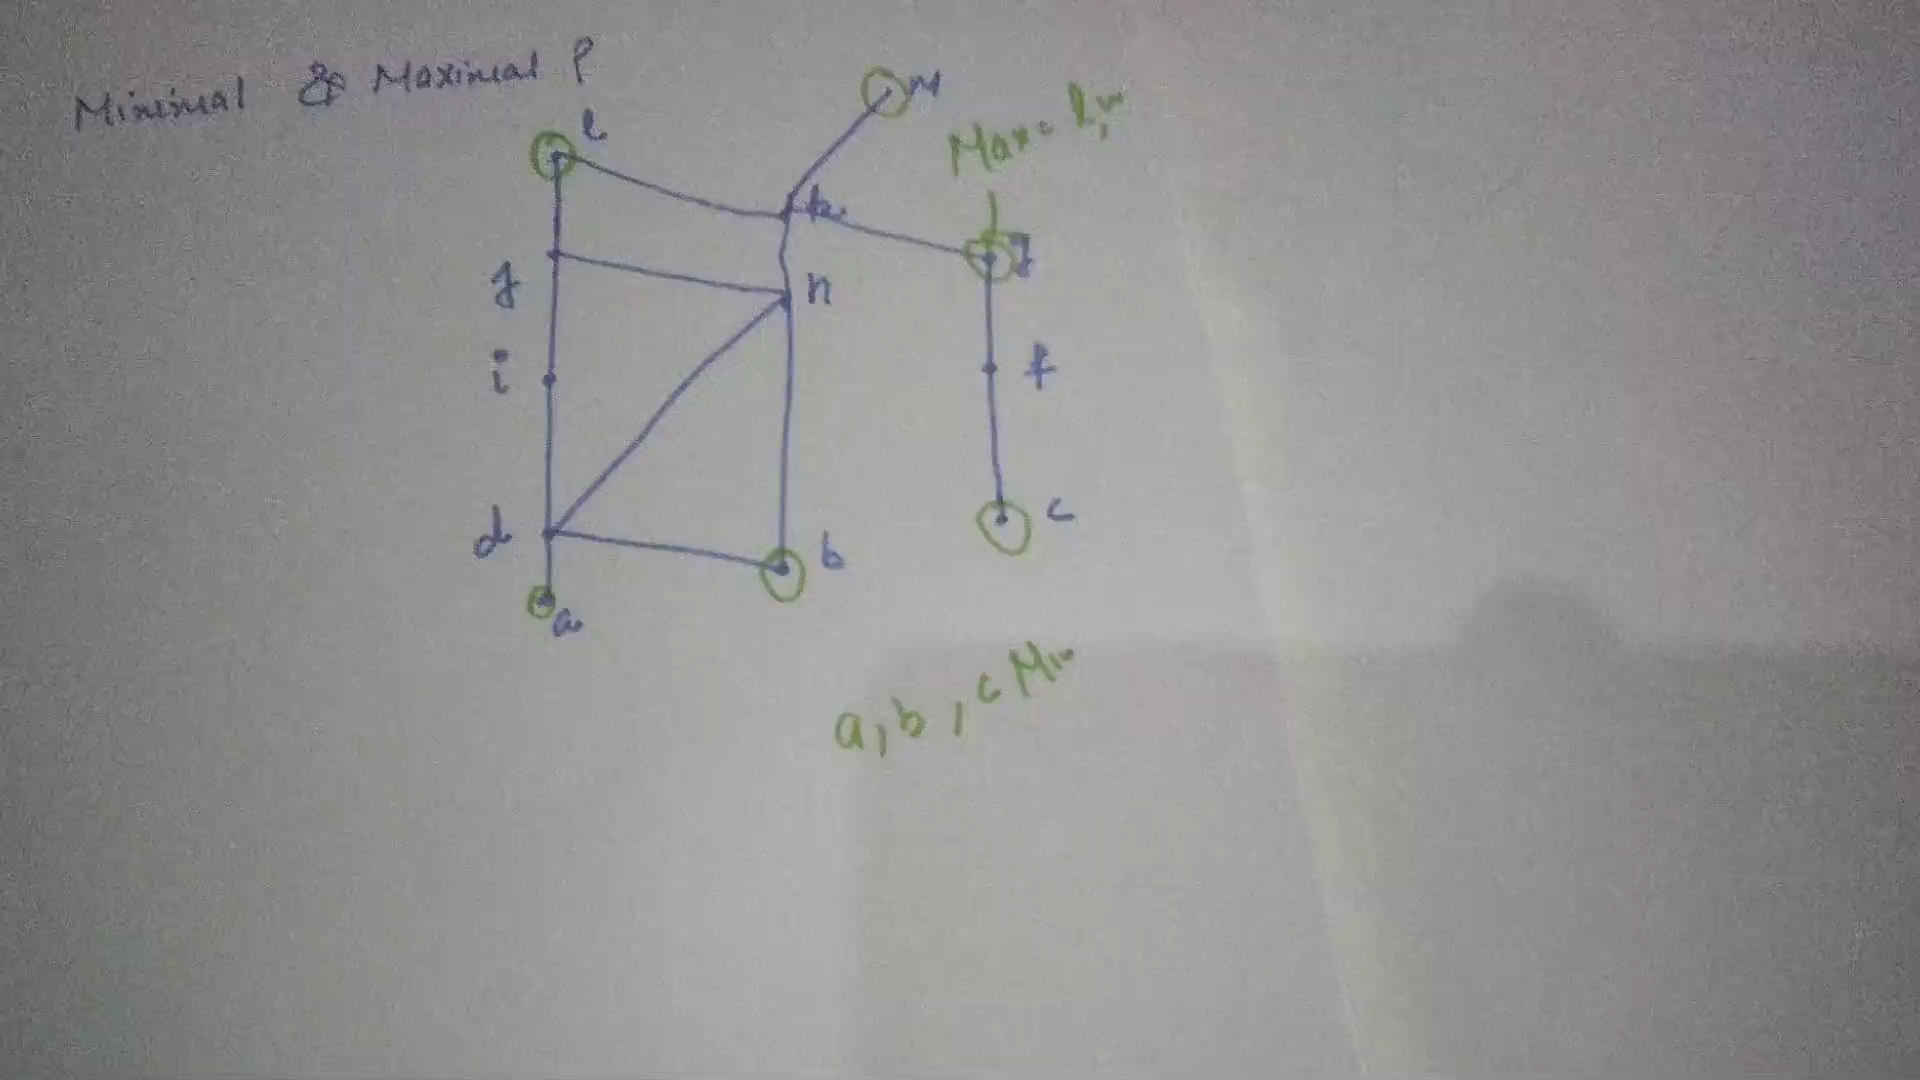 Minimal & Maximal ?
M
l
Max = l, m
k
j
h
i
f
c
d
b
a
a, b, c Min